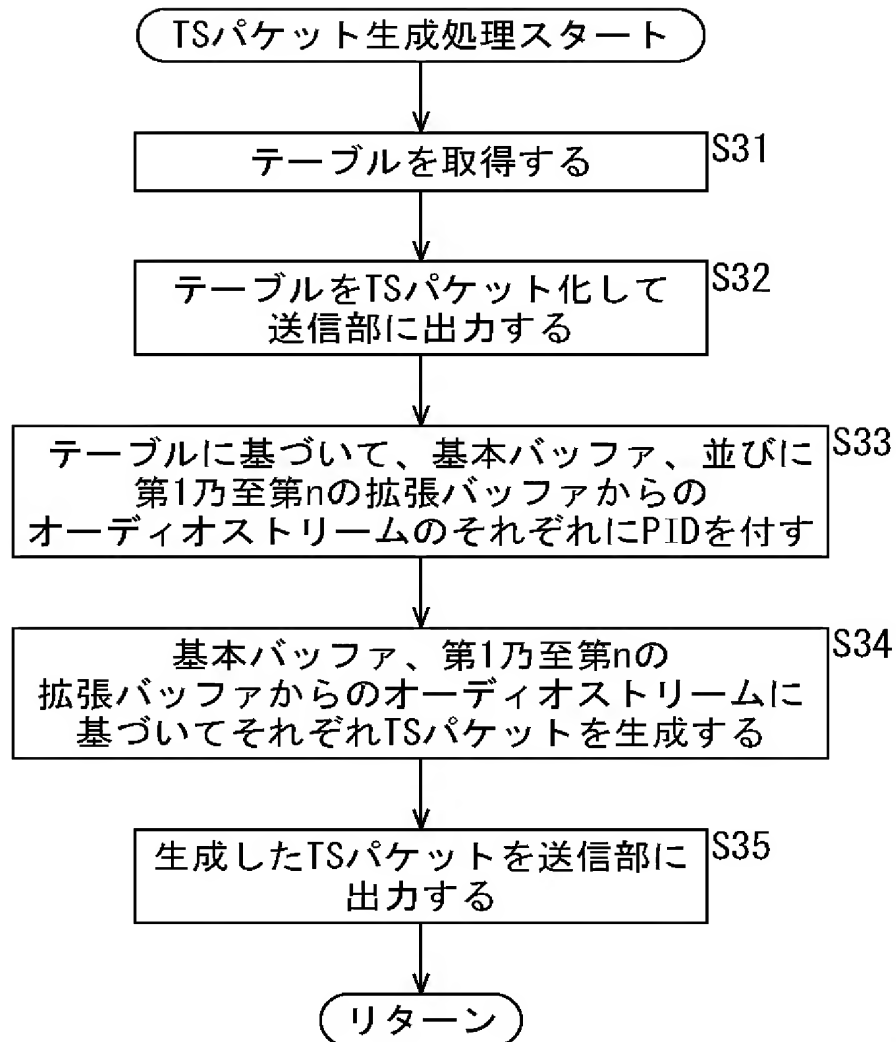 TSパケット生成処理スタート
テーブルを取得する
S31
テーブルをTSパケット化して
送信部に出力する
S32
テーブルに基づいて、基本バッファ、並びに
第1乃至第nの拡張バッファからの
オーディオストリームのそれぞれにPIDを付す
S33
基本バッファ、第1乃至第nの
拡張バッファからのオーディオストリームに
基づいてそれぞれTSパケットを生成する
S34
生成したTSパケットを送信部に
出力する
S35
リターン